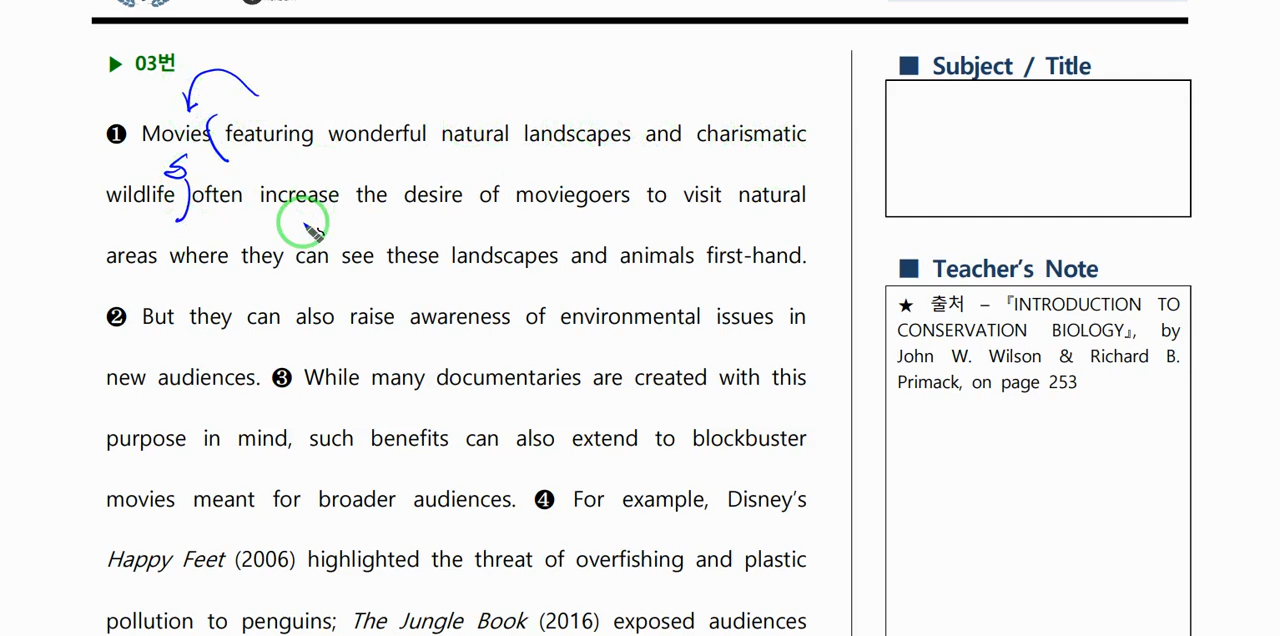 ▶ 03번
❶ Movies featuring wonderful natural landscapes and charismatic
wildlife often increase the desire of moviegoers to visit natural
areas where they can see these landscapes and animals first-hand.
❷ But they can also raise awareness of environmental issues in
new audiences. ❸ While many documentaries are created with this
purpose in mind, such benefits can also extend to blockbuster
movies meant for broader audiences. ❹ For example, Disney's
Happy Feet (2006) highlighted the threat of overfishing and plastic
pollution to penguins; The Jungle Book (2016) exposed audiences
S
■ Subject / Title
■ Teacher's Note
★ 출처 – 『INTRODUCTION TO
CONSERVATION BIOLOGY』, by
John W. Wilson & Richard B.
Primack, on page 253